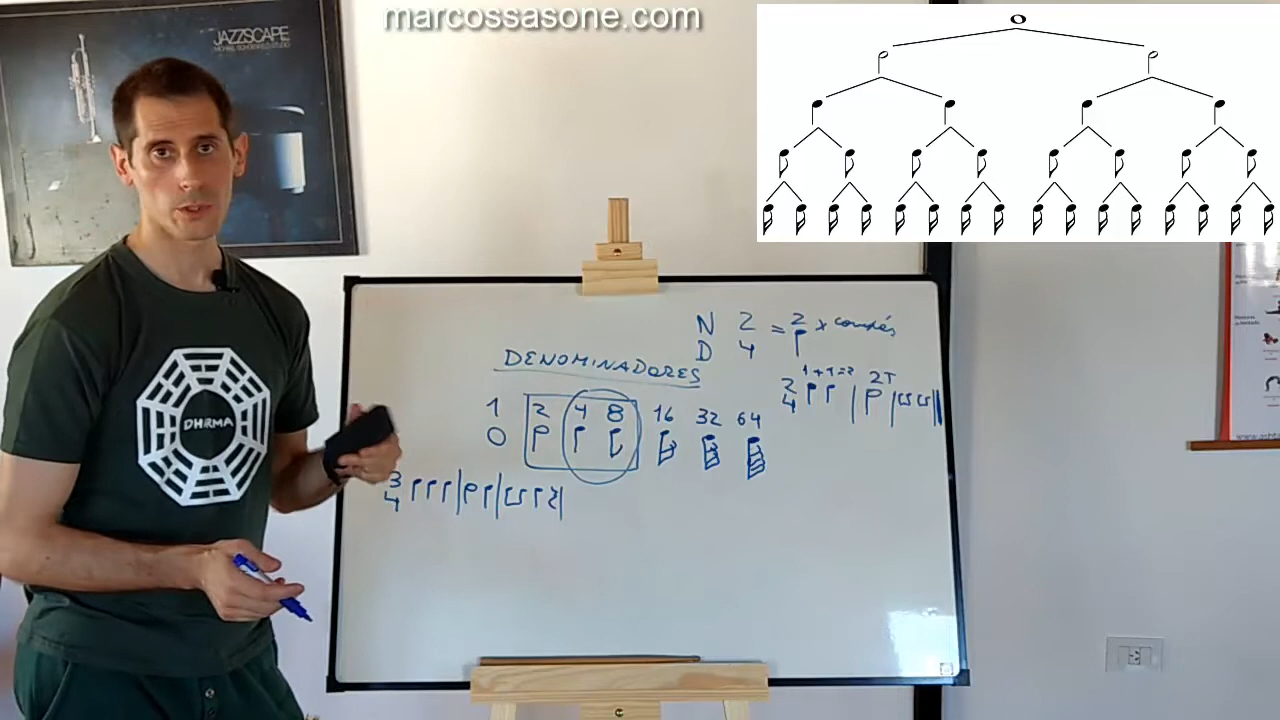 marcossasone.com
JAZZSCAPE
DHARMA
N 2 = 2 x compás
D 4
DENOMINADORES
1 2 4 8 16 32 64
1+1=2 2T
2
4
3
4